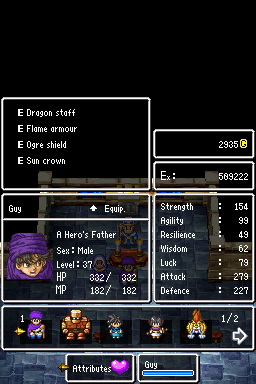 E Dragon staff
E Flame armour
E Ogre shield
E Sun crown
2935G
Ex: 509222
Guy Equip.
A Hero's Father
Sex: Male
Level: 37
HP 332/ 332
MP 182/ 182
Strength : 154
Agility : 99
Resilience : 49
Wisdom : 62
Luck : 79
Attack : 279
Defence : 227
1 1/2
Attributes
Guy